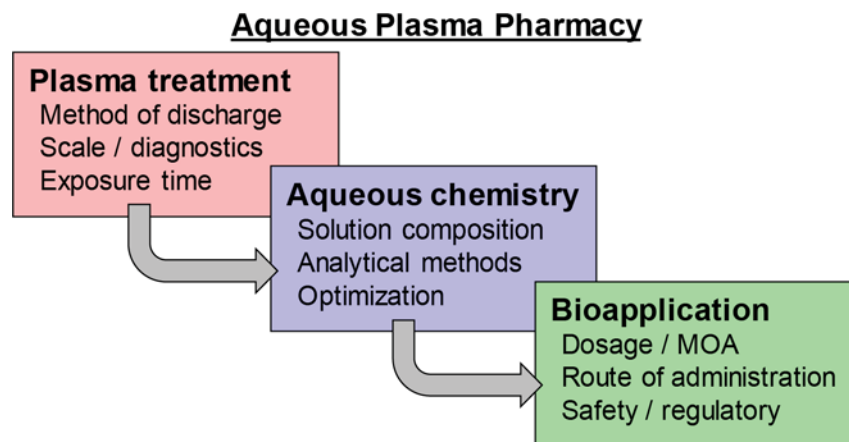 Aqueous Plasma Pharmacy
Plasma treatment
Method of discharge
Scale / diagnostics
Exposure time
Aqueous chemistry
Solution composition
Analytical methods
Optimization
Bioapplication
Dosage / MOA
Route of administration
Safety / regulatory